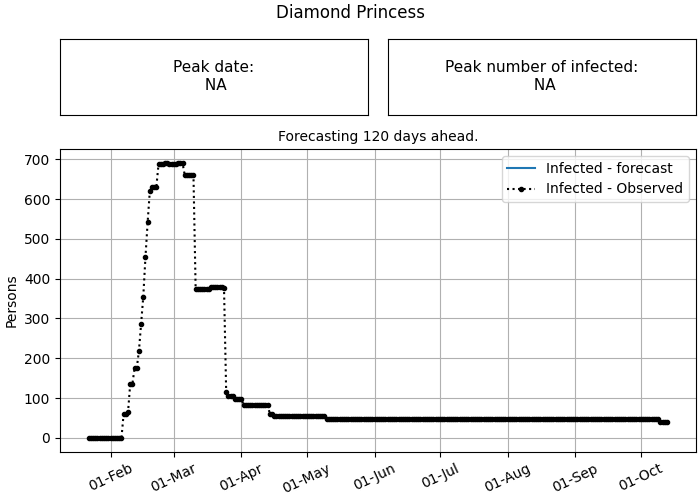 Diamond Princess
Peak date:
NA
Peak number of infected:
NA
Forecasting 120 days ahead.
Infected - forecast
Infected - Observed
Persons
700
600
500
400
300
200
100
0
01-Feb
01-Mar
01-Apr
01-May
01-Jun
01-Jul
01-Aug
01-Sep
01-Oct